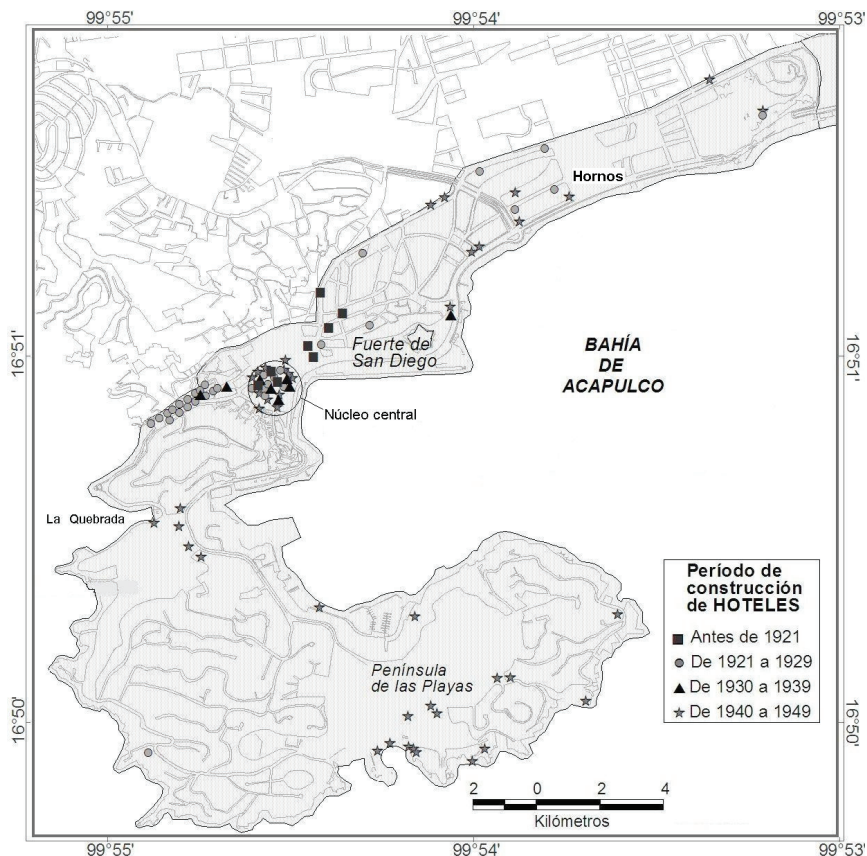 99°55'
99°54'
99°53'
Hornos
16°51'
16°51'
Fuerte de
San Diego
BAHÍA
DE
ACAPULCO
Núcleo central
La Quebrada
Península
de las Playas
Período de
construcción
de HOTELES
Antes de 1921
De 1921 a 1929
De 1930 a 1939
De 1940 a 1949
16°50'
16°50'
2 0 2 4
Kilómetros
99°55'
99°54'
99°53'